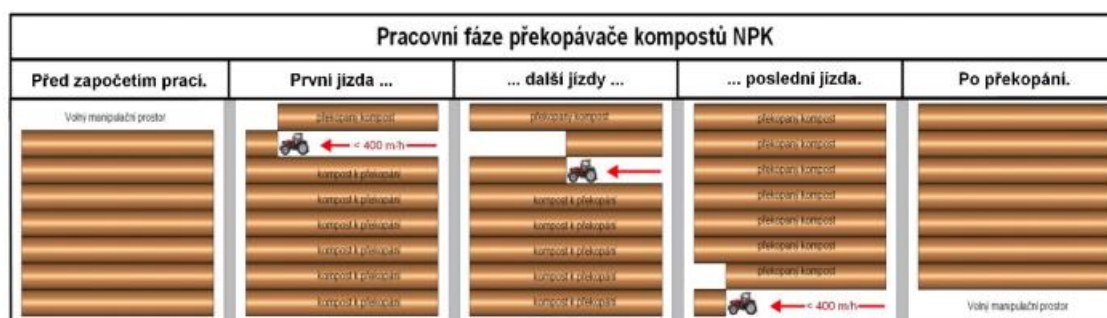 Pracovní fáze překopávače kompostů NPK
Před započetím prací.
První jízda ...
... další jízdy ...
... poslední jízda.
Po překopání.
Volný manipulační prostor
překopaný kompost
< 400 m/h
kompost k překopání
kompost k překopání
kompost k překopání
kompost k překopání
kompost k překopání
kompost k překopání
překopaný kompost
kompost k překopání
kompost k překopání
kompost k překopání
kompost k překopání
kompost k překopání
překopaný kompost
překopaný kompost
překopaný kompost
překopaný kompost
překopaný kompost
překopaný kompost
překopaný kompost
< 400 m/h
Volný manipulační prostor